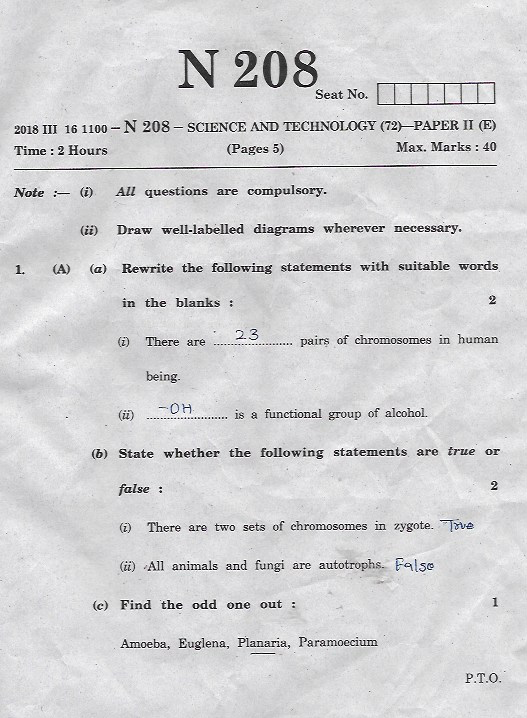 N 208
Seat No.
2018 III 16 1100 – N 208 – SCIENCE AND TECHNOLOGY (72)—PAPER II (E)
Time : 2 Hours (Pages 5) Max. Marks : 40
Note :— (i) All questions are compulsory.
(ii) Draw well-labelled diagrams wherever necessary.
1. (A) (a) Rewrite the following statements with suitable words
in the blanks : 2
(i) There are ....23.... pairs of chromosomes in human
being.
(ii) ....–OH.... is a functional group of alcohol.
(b) State whether the following statements are true or
false : 2
(i) There are two sets of chromosomes in zygote. True
(ii) All animals and fungi are autotrophs. False
(c) Find the odd one out : 1
Amoeba, Euglena, Planaria, Paramoecium
P.T.O.